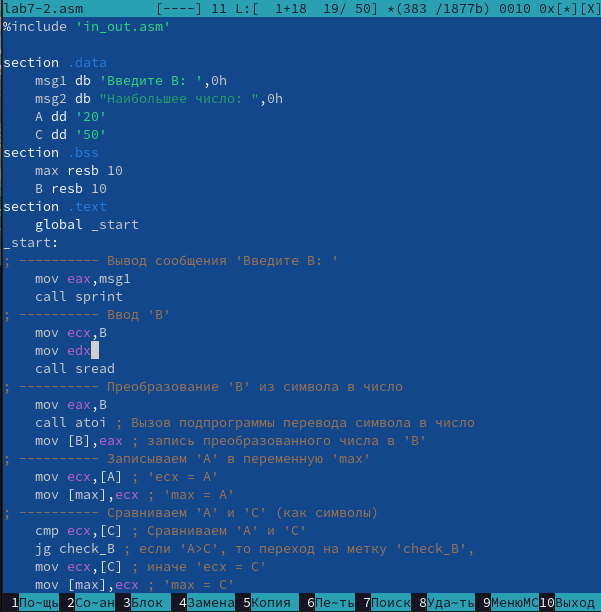 lab7-2.asm         [----] 11 L:[  1+18  19/ 50] *(383 /1877b) 0010 0x[*][X]
%include 'in_out.asm'
section .data
    msg1 db 'Введите B: ',0h
    msg2 db "Наибольшее число: ",0h
    A dd '20'
    C dd '50'
section .bss
    max resb 10
    B resb 10
section .text
    global _start
_start:
; ---------- Вывод сообщения 'Введите B: '
    mov eax,msg1
    call sprint
; ---------- Ввод 'B'
    mov ecx,B
    mov edx
    call sread
; ---------- Преобразование 'B' из символа в число
    mov eax,B
    call atoi ; Вызов подпрограммы перевода символа в число
    mov [B],eax ; запись преобразованного числа в 'B'
; ---------- Записываем 'A' в переменную 'max'
    mov ecx,[A] ; 'ecx = A'
    mov [max],ecx ; 'max = A'
; ---------- Сравниваем 'A' и 'C' (как символы)
    cmp ecx,[C] ; Сравниваем 'A' и 'C'
    jg check_B ; если 'A>C', то переход на метку 'check_B',
    mov ecx,[C] ; иначе 'ecx = C'
    mov [max],ecx ; 'max = C'
1По~щь 2Со~ан 3Блок 4Замена 5Копия 6Пе~ть 7Поиск 8Уда~ть 9МенюMC 10Выход